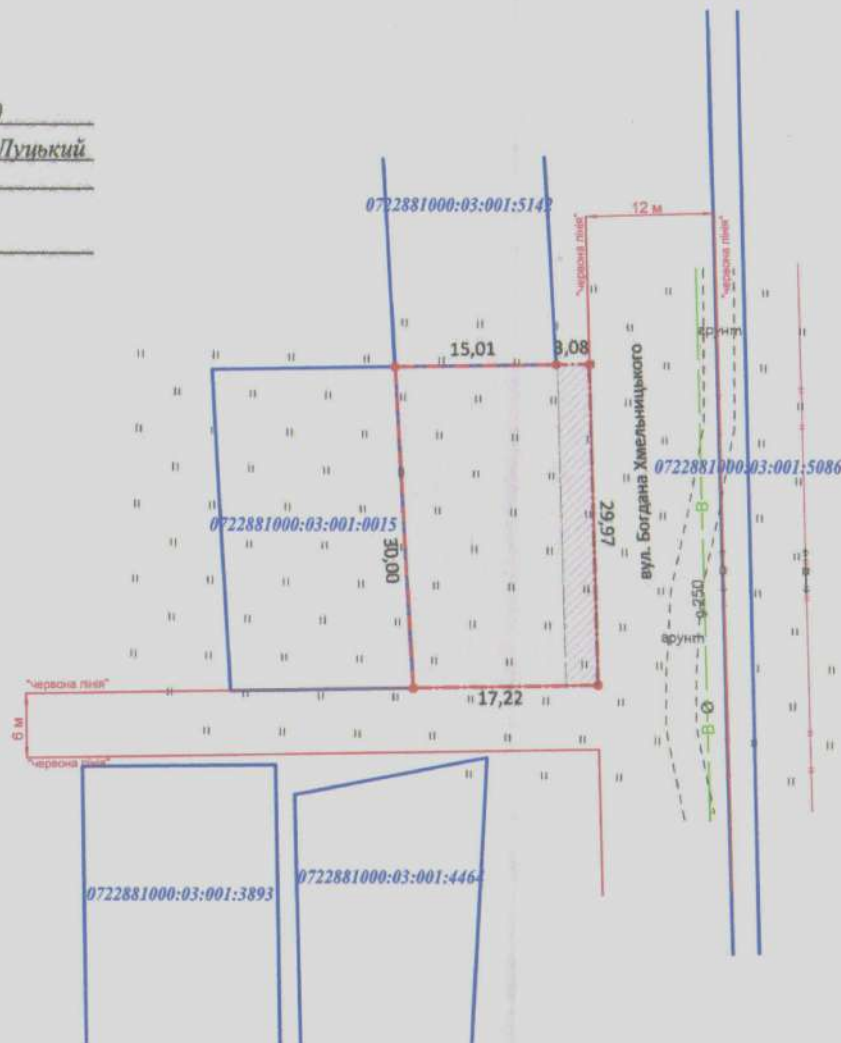 )
Луцький
0722881000:03:001:5142
12 м
"червона лінія"
"червона лінія"
15,01
3,08
ґрунт
вул. Богдана Хмельницького
0722881000:03:001:5086
0722881000:03:001:0015
30,00
29,97
В
g 250
ґрунт
"червона лінія"
17,22
6 м
В
"червона лінія"
0722881000:03:001:3893
0722881000:03:001:4464